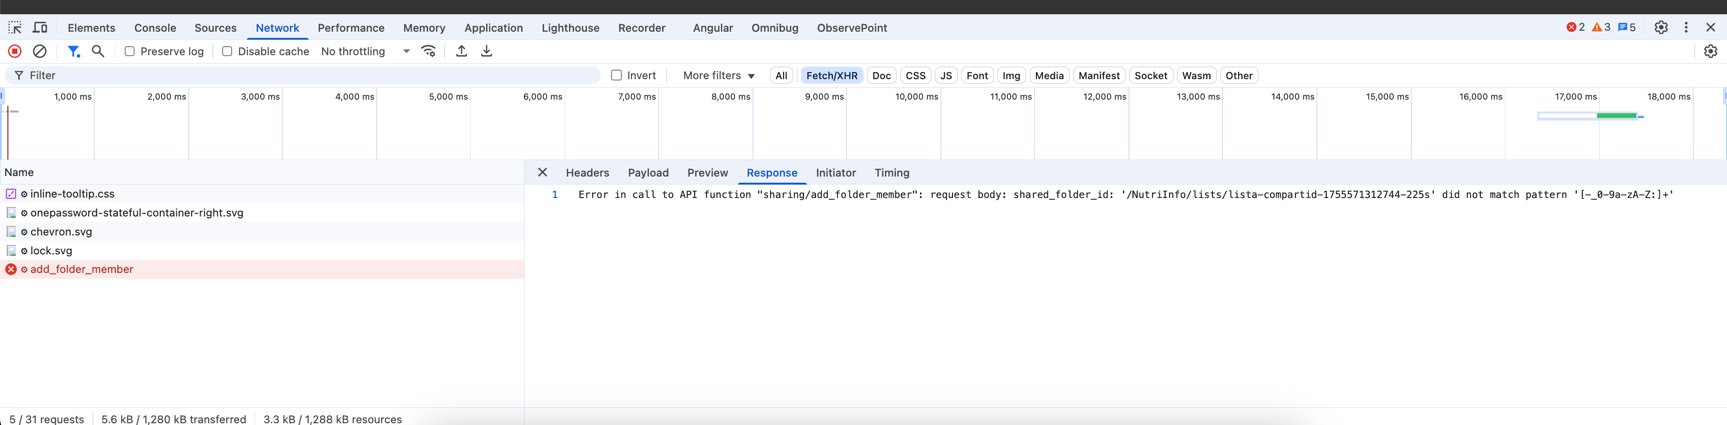 Elements Console Sources Network Performance Memory Application Lighthouse Recorder Angular Omnibug ObservePoint 2 3 5
Preserve log Disable cache No throttling
Filter Invert More filters All Fetch/XHR Doc CSS JS Font Img Media Manifest Socket Wasm Other
1,000 ms 2,000 ms 3,000 ms 4,000 ms 5,000 ms 6,000 ms 7,000 ms 8,000 ms 9,000 ms 10,000 ms 11,000 ms 12,000 ms 13,000 ms 14,000 ms 15,000 ms 16,000 ms 17,000 ms 18,000 ms
Name
inline-tooltip.css
onepassword-stateful-container-right.svg
chevron.svg
lock.svg
add_folder_member
Headers Payload Preview Response Initiator Timing
1 Error in call to API function "sharing/add_folder_member": request body: shared_folder_id: '/NutriInfo/lists/lista-compartid-1755571312744-225s' did not match pattern '[-_0-9a-zA-Z:]+'
5 / 31 requests 5.6 kB / 1,280 kB transferred 3.3 kB / 1,288 kB resources